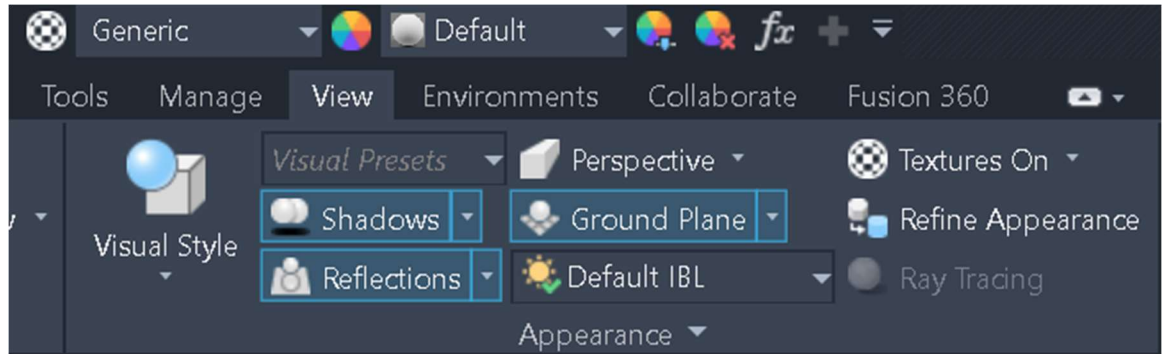 Generic Default fx
Tools Manage View Environments Collaborate Fusion 360
Visual Presets Perspective Textures On
Shadows Ground Plane Refine Appearance
Visual Style
Reflections Default IBL Ray Tracing
Appearance